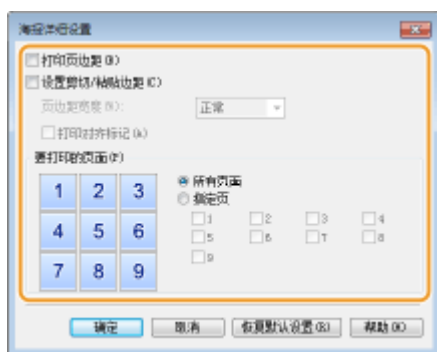 海报详细设置
打印页边距(B)
设置剪切/粘贴边距(C)
页边距宽度(N):
正常
打印对齐标记(A)
要打印的页面(P)
1 2 3
所有页面
指定页
1 2 3 4
4 5 6
5 6 7 8
9
7 8 9
确定 取消 恢复默认设置(R) 帮助(H)